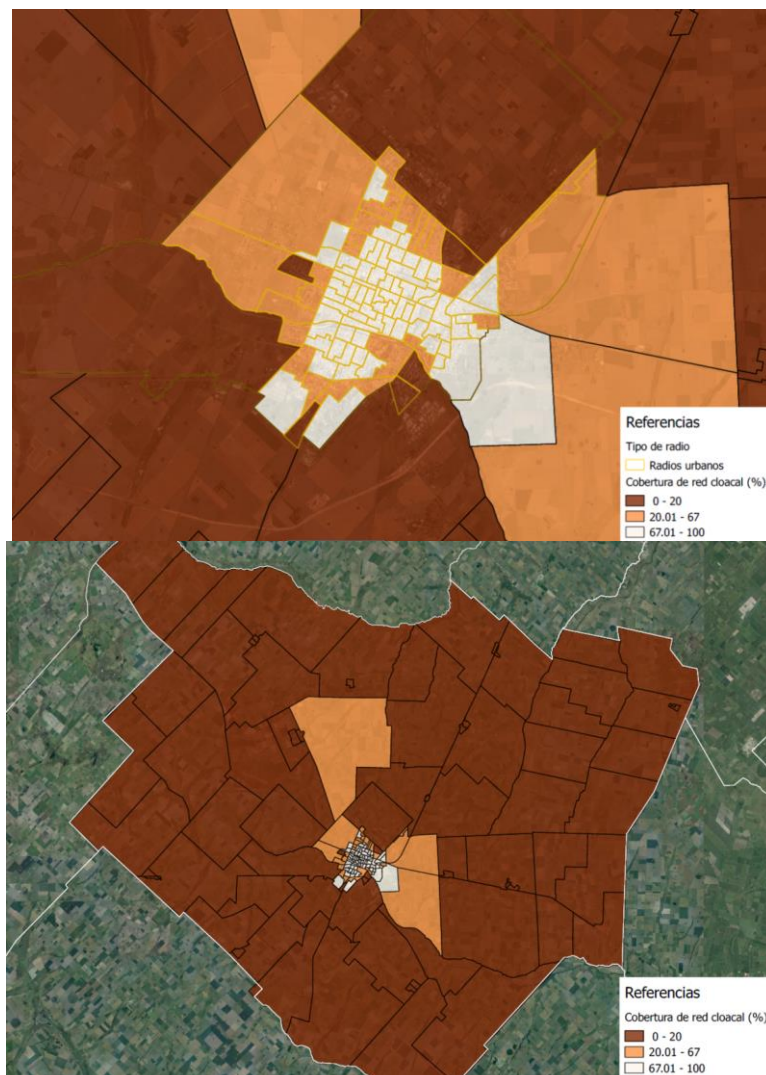 Referencias
Tipo de radio
Radios urbanos
Cobertura de red cloacal (%)
0 - 20
20.01 - 67
67.01 - 100
Referencias
Cobertura de red cloacal (%)
0 - 20
20.01 - 67
67.01 - 100